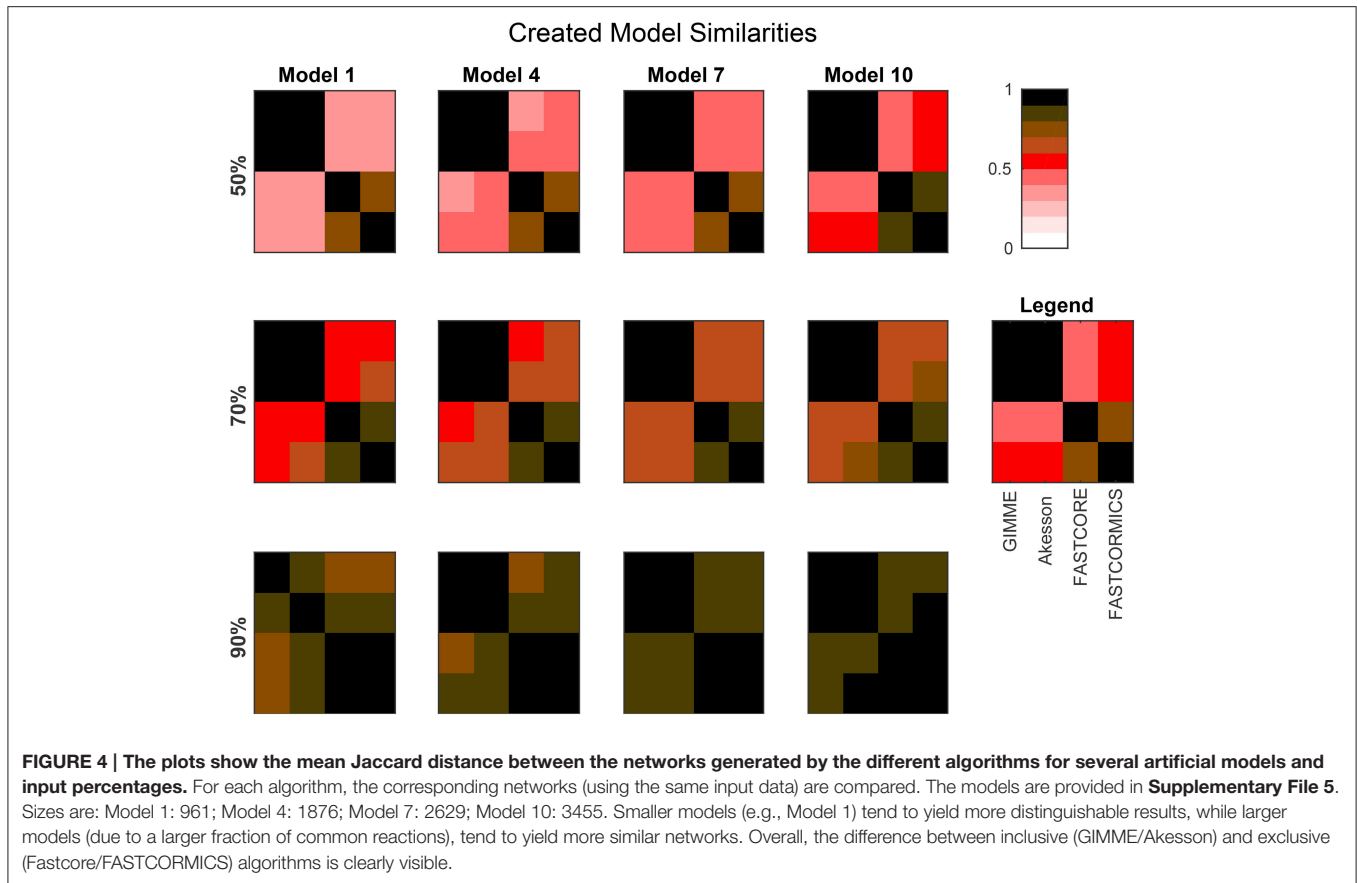 Created Model Similarities
Model 1
Model 4
Model 7
Model 10
50%
1
0.5
0
70%
Legend
GIMME
Akesson
FASTCORE
FASTCORMICS
90%
FIGURE 4 | The plots show the mean Jaccard distance between the networks generated by the different algorithms for several artificial models and
input percentages. For each algorithm, the corresponding networks (using the same input data) are compared. The models are provided in Supplementary File 5.
Sizes are: Model 1: 961; Model 4: 1876; Model 7: 2629; Model 10: 3455. Smaller models (e.g., Model 1) tend to yield more distinguishable results, while larger
models (due to a larger fraction of common reactions), tend to yield more similar networks. Overall, the difference between inclusive (GIMME/Akesson) and exclusive
(Fastcore/FASTCORMICS) algorithms is clearly visible.